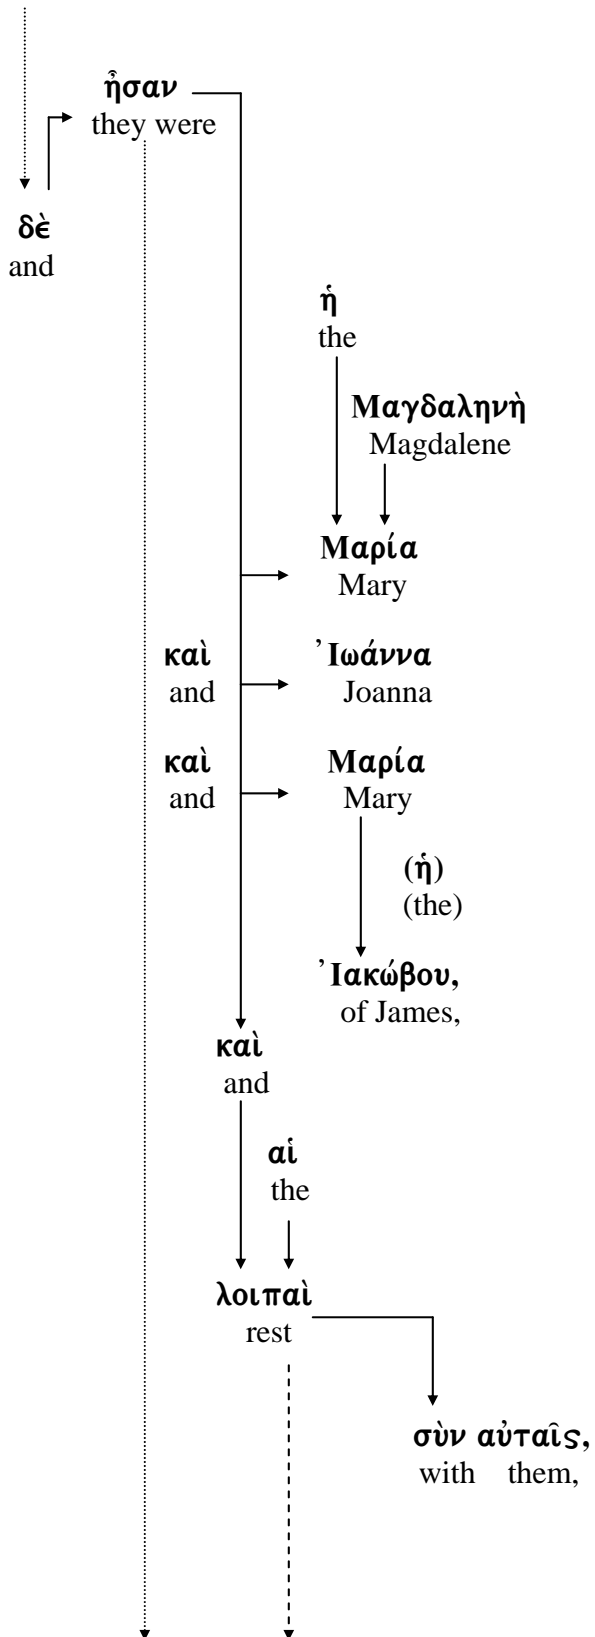 ἦσαν
they were
δὲ
and
ἡ
the
Μαγδαληνὴ
Magdalene
Μαρία
Mary
καὶ Ἰωάννα
and Joanna
καὶ Μαρία
and Mary
(ἡ)
(the)
Ἰακώβου,
of James,
καὶ
and
αἱ
the
λοιπαὶ
rest
σὺν αὐταῖς,
with them,